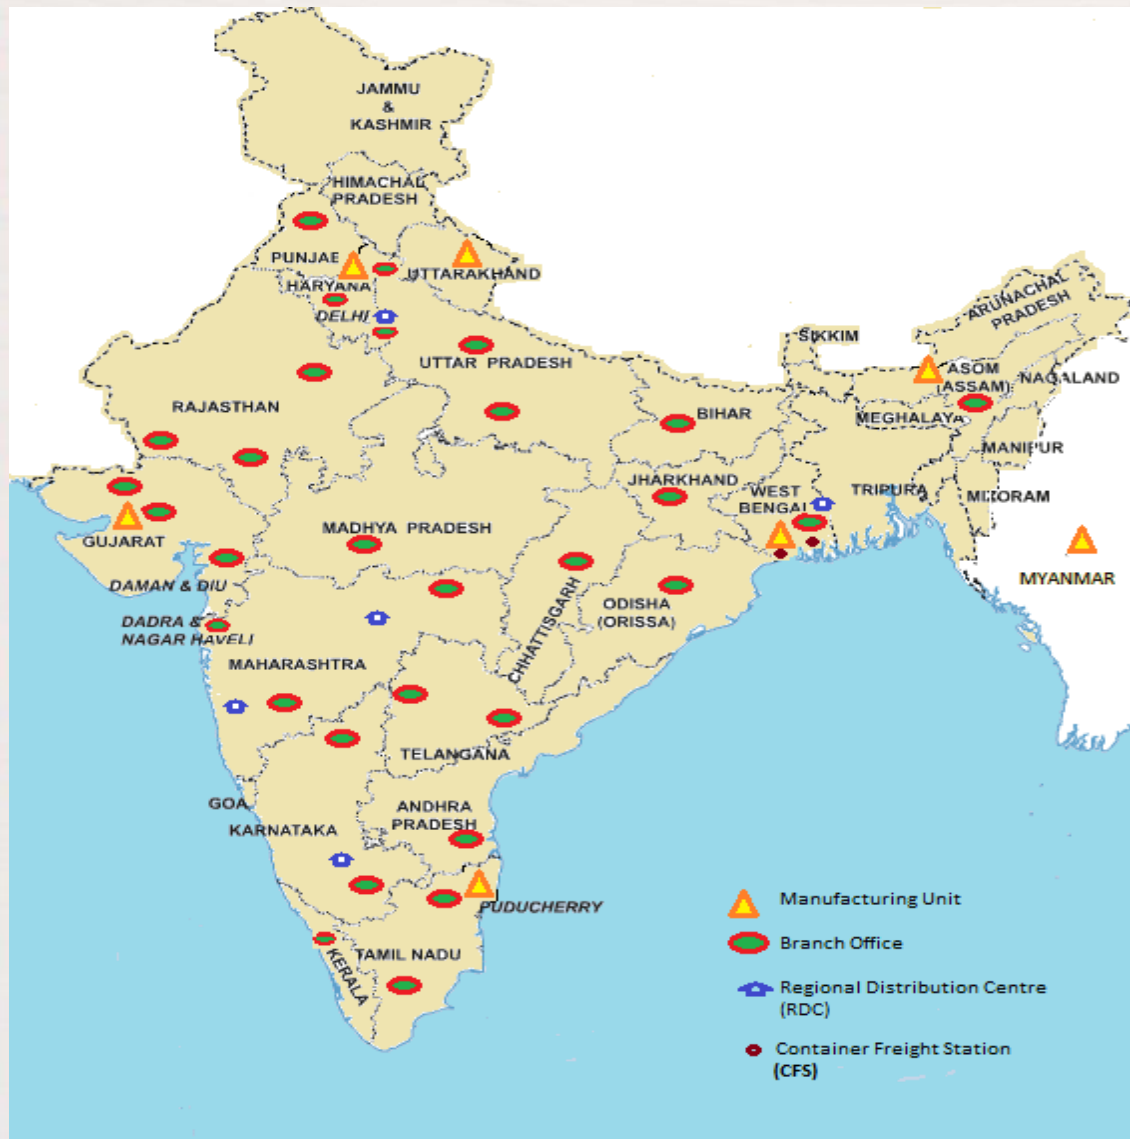 JAMMU
&
KASHMIR
HIMACHAL
PRADESH
PUNJAB
UTTARAKHAND
HARYANA
DELHI
UTTAR PRADESH
RAJASTHAN
SIKKIM
ARUNACHAL
PRADESH
ASOM
(ASSAM)
NAGALAND
MEGHALAYA
MANIPUR
BIHAR
JHARKHAND
WEST
BENGAL
TRIPURA
MIZORAM
MADHYA PRADESH
GUJARAT
DAMAN & DIU
DADRA &
NAGAR HAVELI
CHHATTISGARH
ODISHA
(ORISSA)
MYANMAR
MAHARASHTRA
TELANGANA
GOA
KARNATAKA
ANDHRA
PRADESH
PUDUCHERRY
TAMIL NADU
KERALA
Manufacturing Unit
Branch Office
Regional Distribution Centre
(RDC)
Container Freight Station
(CFS)